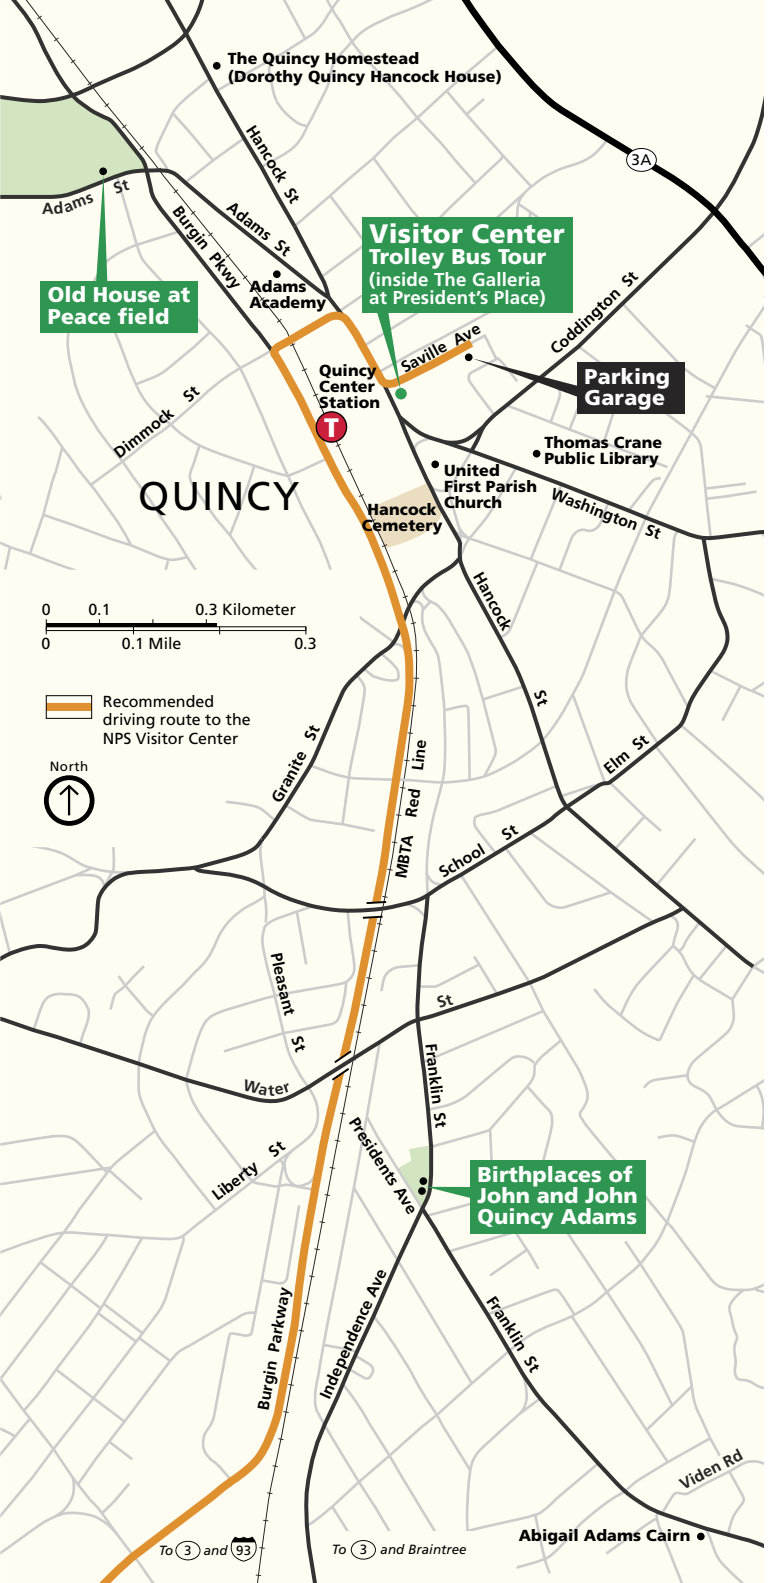 The Quincy Homestead
(Dorothy Quincy Hancock House)
Hancock St
3A
Adams St
Adams St
Burgin Pkwy
Visitor Center
Trolley Bus Tour
(inside The Galleria
at President's Place)
Adams
Academy
Old House at
Peace field
Coddington St
Saville Ave
Parking
Garage
Quincy
Center
Station
T
Dimmock St
Thomas Crane
Public Library
United
First Parish
Church
QUINCY
Washington St
Hancock
Cemetery
Hancock St
0 0.1 0.3 Kilometer
0 0.1 Mile 0.3
Recommended
driving route to the
NPS Visitor Center
North
Granite St
MBTA Red Line
Elm St
School St
Pleasant St
Water St
Franklin St
Presidents Ave
Liberty St
Birthplaces of
John and John
Quincy Adams
Burgin Parkway
Independence Ave
Franklin St
Viden Rd
Abigail Adams Cairn
To 3 and 93
To 3 and Braintree